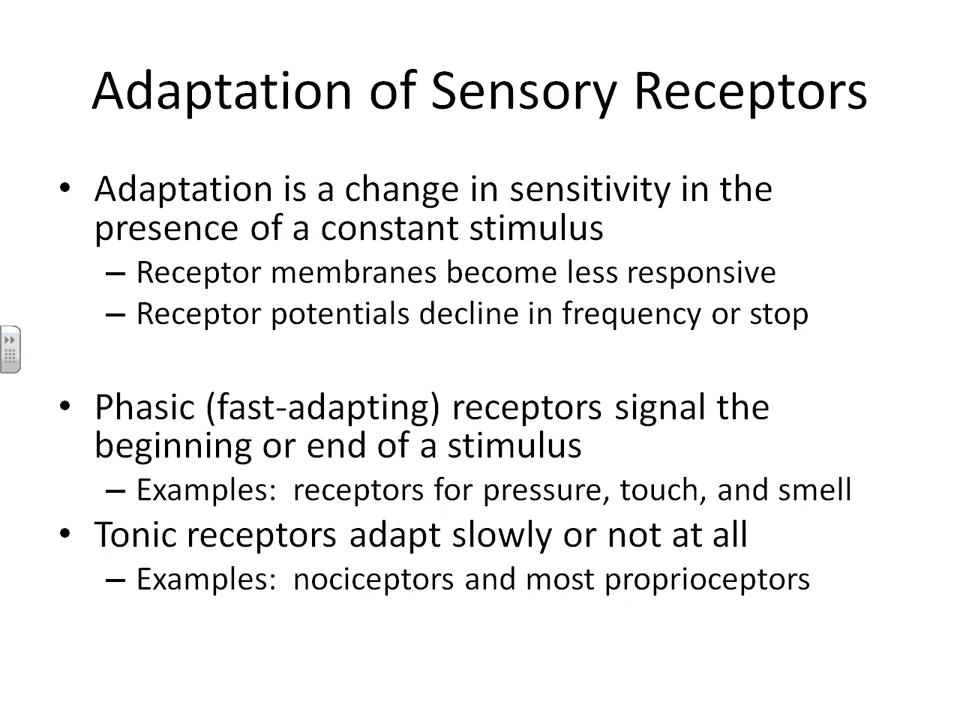 Adaptation of Sensory Receptors
• Adaptation is a change in sensitivity in the
presence of a constant stimulus
– Receptor membranes become less responsive
– Receptor potentials decline in frequency or stop
• Phasic (fast-adapting) receptors signal the
beginning or end of a stimulus
– Examples:  receptors for pressure, touch, and smell
• Tonic receptors adapt slowly or not at all
– Examples:  nociceptors and most proprioceptors